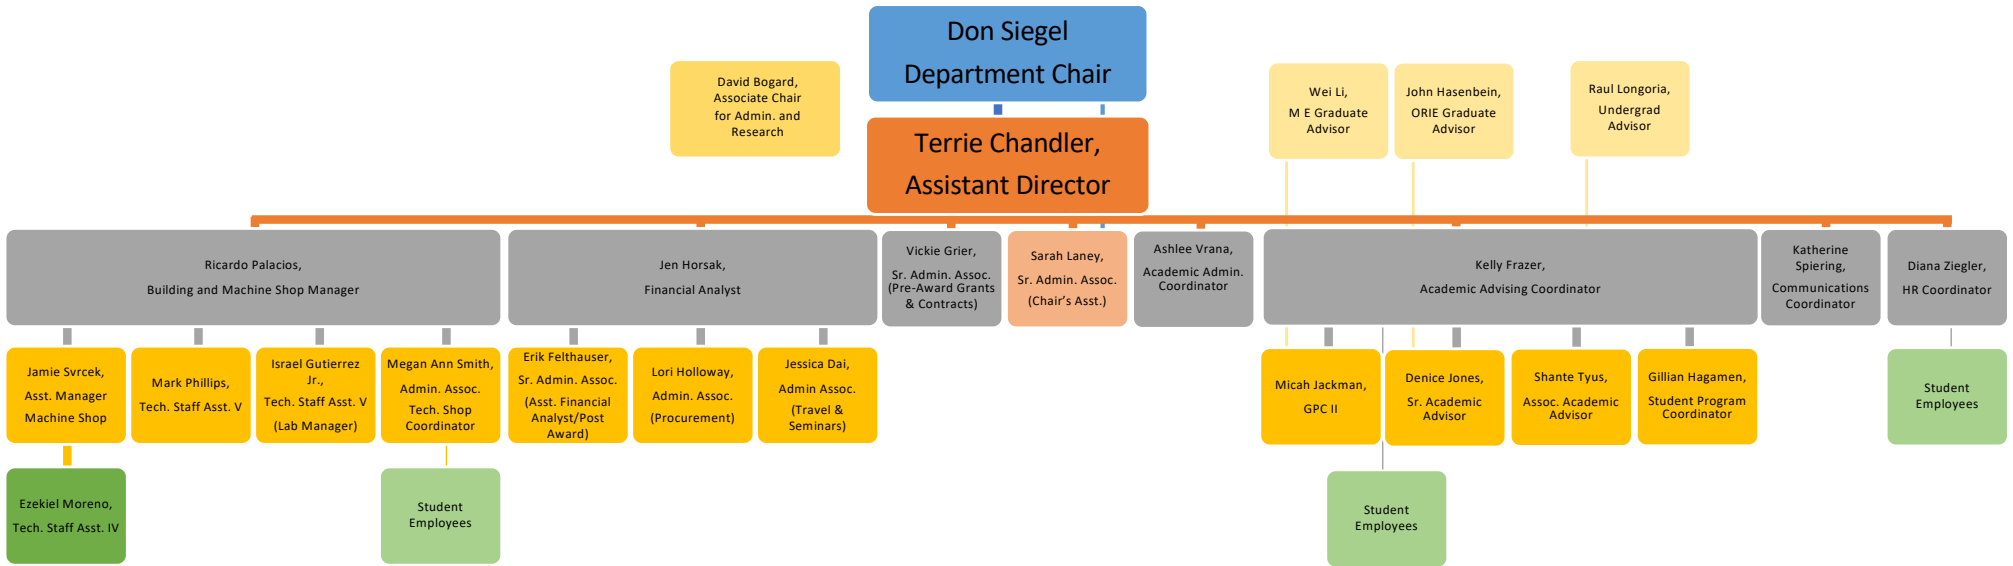 Don Siegel
Department Chair
David Bogard,
Associate Chair
for Admin. and
Research
Wei Li,
M E Graduate
Advisor
John Hasenbein,
ORIE Graduate
Advisor
Raul Longoria,
Undergrad
Advisor
Terrie Chandler,
Assistant Director
Ricardo Palacios,
Building and Machine Shop Manager
Jen Horsak,
Financial Analyst
Vickie Grier,
Sr. Admin. Assoc.
(Pre-Award Grants
& Contracts)
Sarah Laney,
Sr. Admin. Assoc.
(Chair's Asst.)
Ashlee Vrana,
Academic Admin.
Coordinator
Kelly Frazer,
Academic Advising Coordinator
Katherine
Spiering,
Communications
Coordinator
Diana Ziegler,
HR Coordinator
Jamie Svrcek,
Asst. Manager
Machine Shop
Mark Phillips,
Tech. Staff Asst. V
Israel Gutierrez
Jr.,
Tech. Staff Asst. V
(Lab Manager)
Megan Ann Smith,
Admin. Assoc.
Tech. Shop
Coordinator
Erik Felthauser,
Sr. Admin. Assoc.
(Asst. Financial
Analyst/Post
Award)
Lori Holloway,
Admin. Assoc.
(Procurement)
Jessica Dai,
Admin Assoc.
(Travel &
Seminars)
Micah Jackman,
GPC II
Denice Jones,
Sr. Academic
Advisor
Shante Tyus,
Assoc. Academic
Advisor
Gillian Hagamen,
Student Program
Coordinator
Student
Employees
Ezekiel Moreno,
Tech. Staff Asst. IV
Student
Employees
Student
Employees